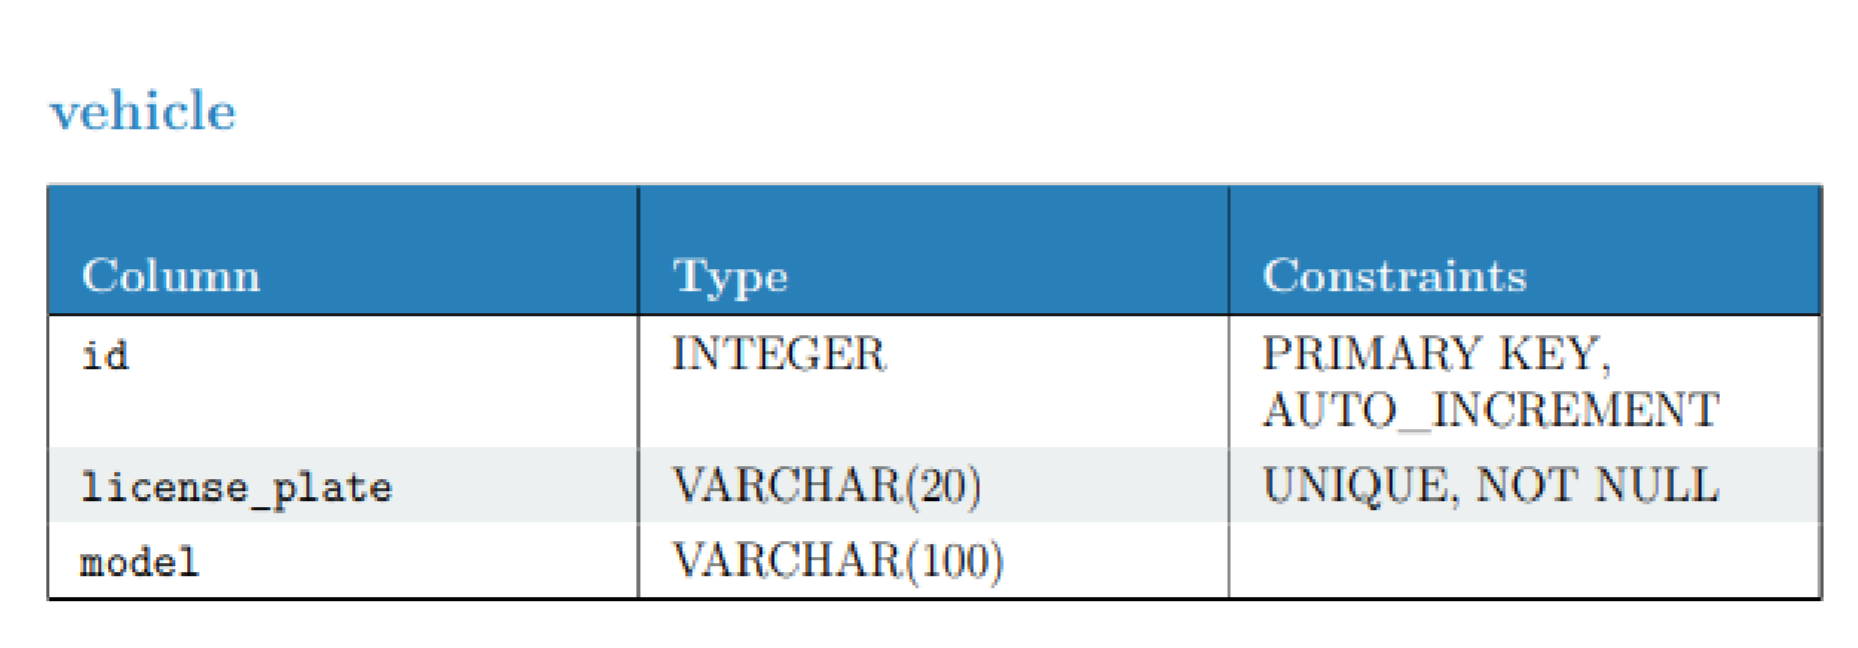 vehicle
Column Type Constraints
id INTEGER PRIMARY KEY,
AUTO_INCREMENT
license_plate VARCHAR(20) UNIQUE, NOT NULL
model VARCHAR(100)